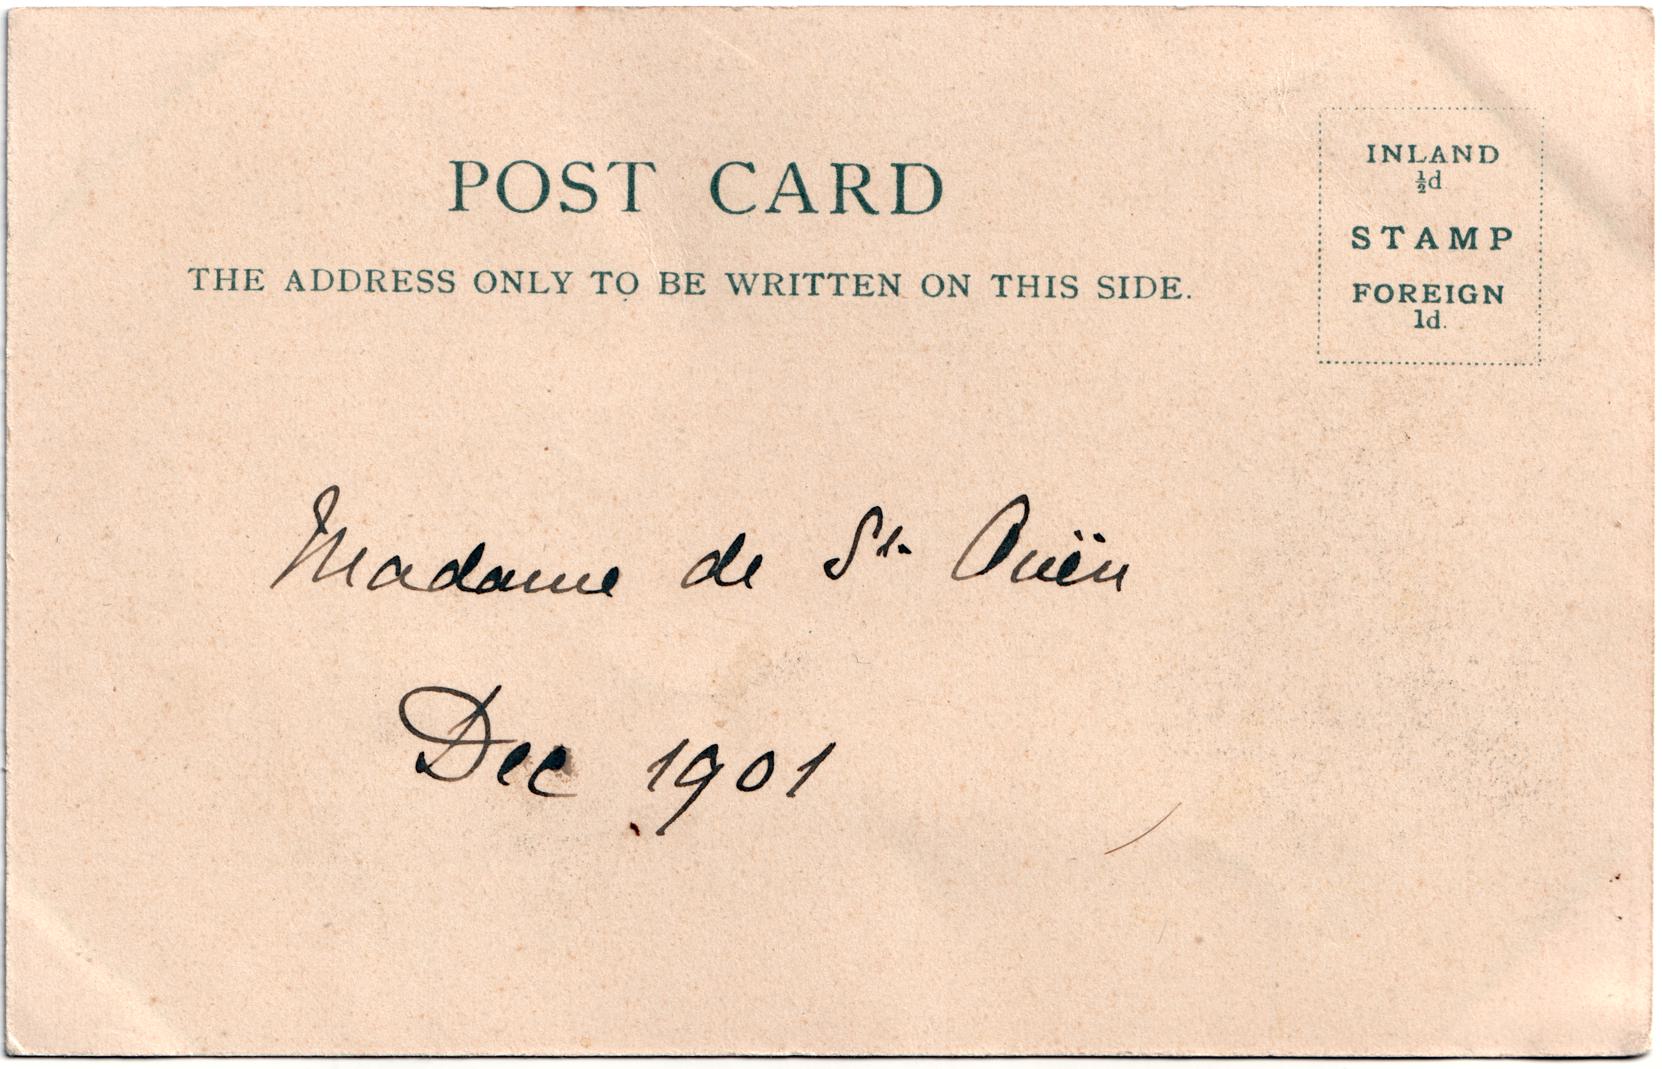 POST CARD
THE ADDRESS ONLY TO BE WRITTEN ON THIS SIDE.
INLAND
½d
STAMP
FOREIGN
1d.
Madame de St. Ouën
Dec 1901